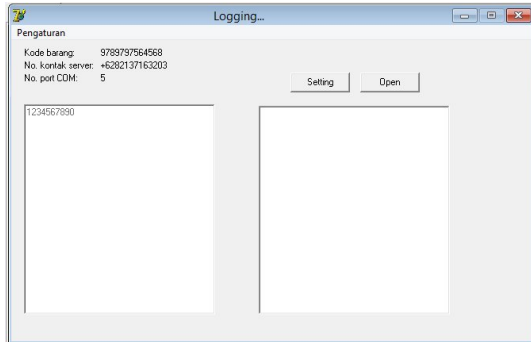 Logging...
Pengaturan
Kode barang: 9789797564568
No. kontak server: +6282137163203
No. port COM: 5
Setting Open
1234567890